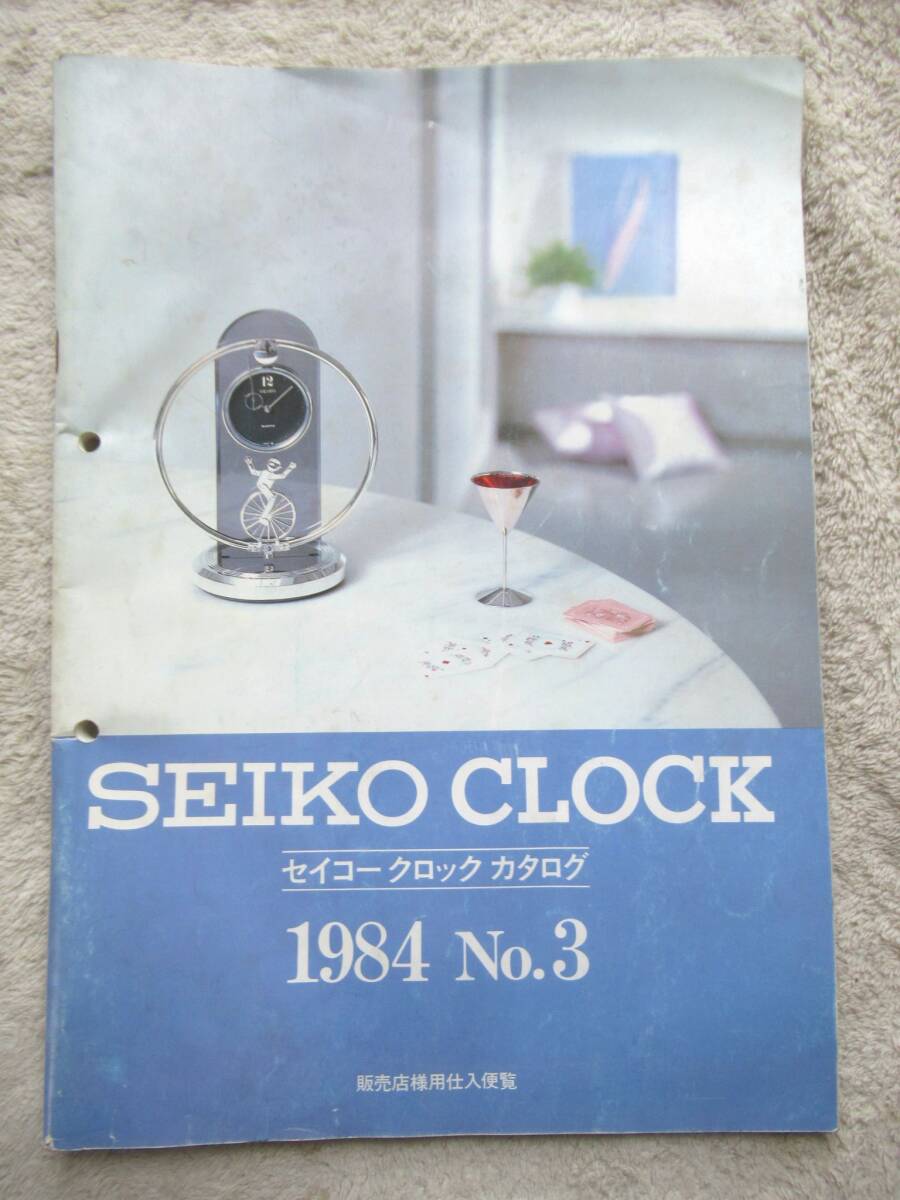 12
SEIKO CLOCK
セイコー クロック カタログ
1984 No.3
販売店様用仕入便覧